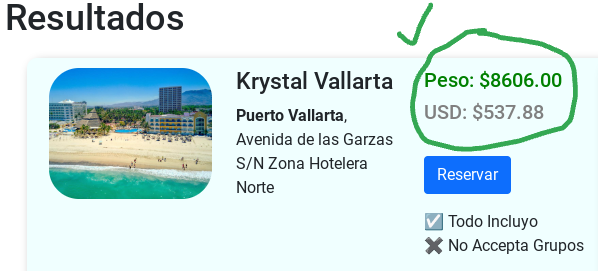 Resultados
Krystal Vallarta
Puerto Vallarta,
Avenida de las Garzas
S/N Zona Hotelera
Norte
Peso: $8606.00
USD: $537.88
Reservar
☑️ Todo Incluyo
✖️ No Accepta Grupos